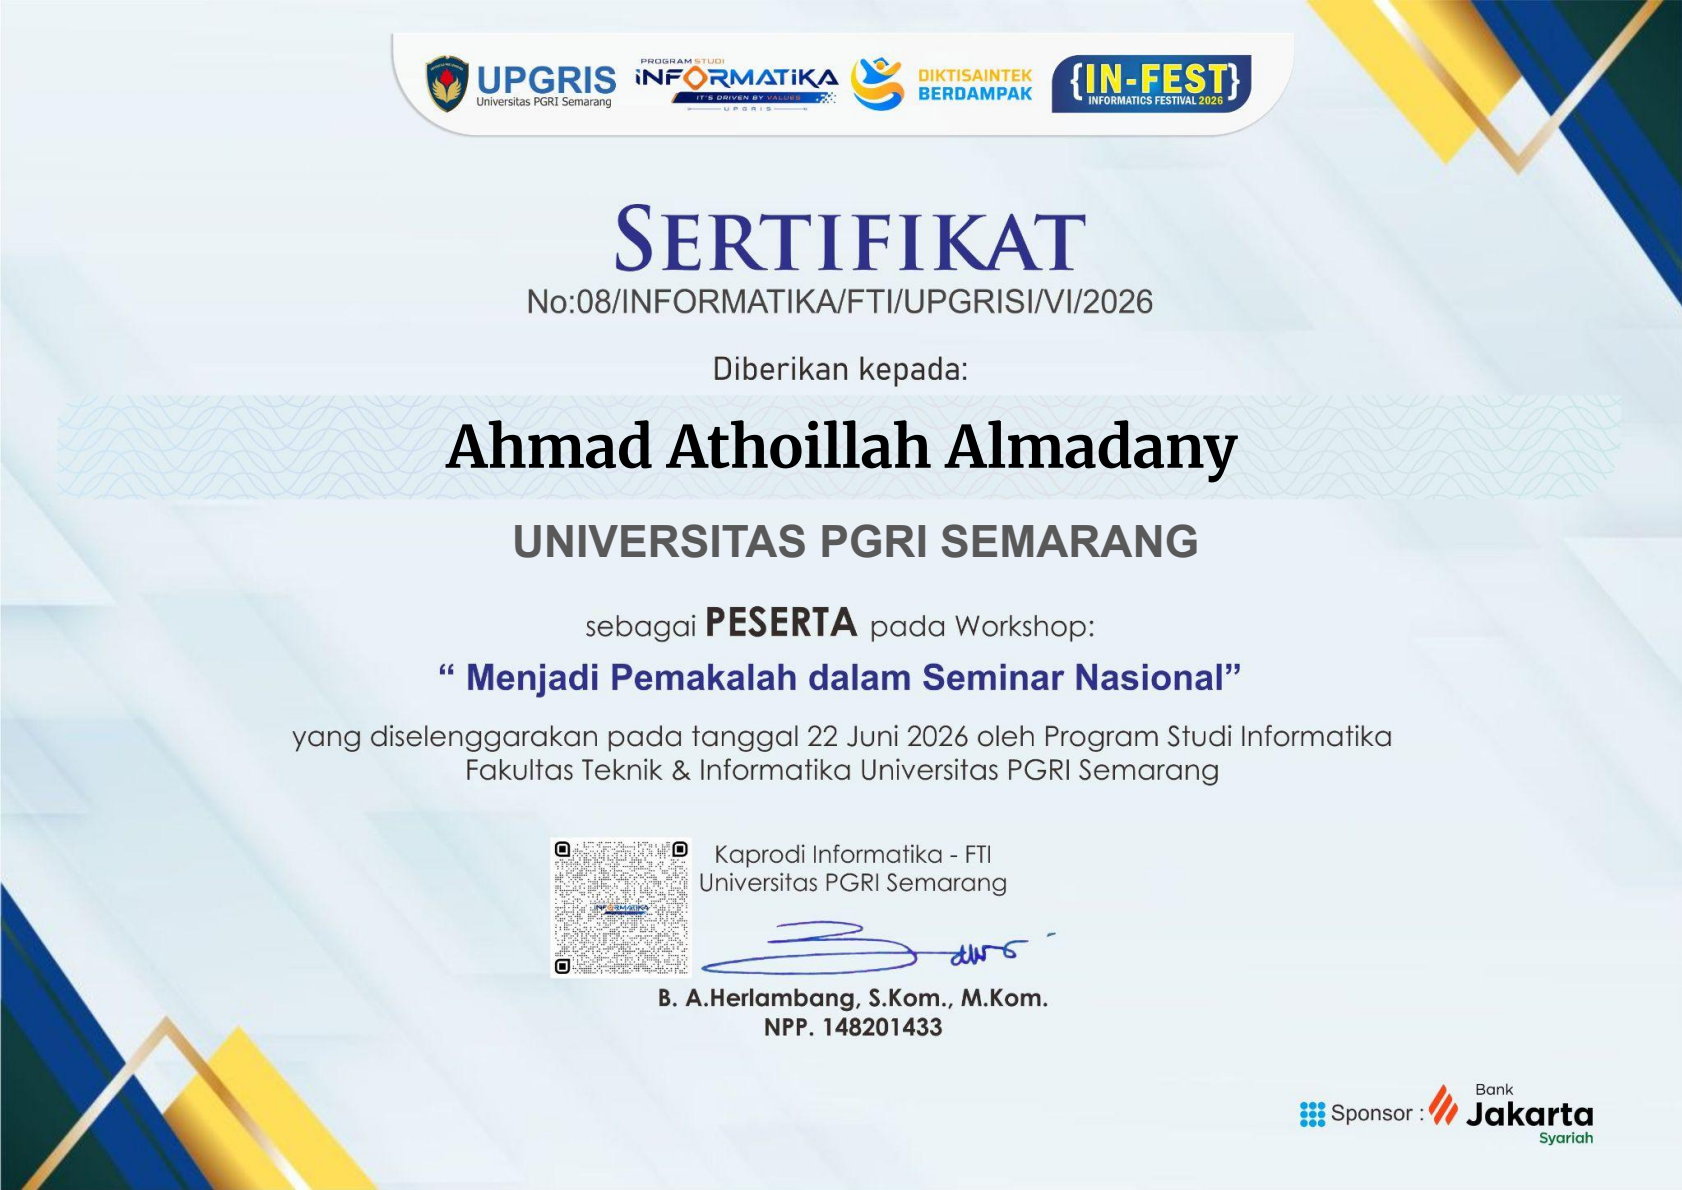 UPGRIS
Universitas PGRI Semarang
PROGRAM STUDI
iNFORMATiKA
IT'S DRIVEN BY VALUES
UPGRIS
DIKTISAINTEK
BERDAMPAK
{IN-FEST}
INFORMATICS FESTIVAL 2026
SERTIFIKAT
No:08/INFORMATIKA/FTI/UPGRISI/VI/2026
Diberikan kepada:
Ahmad Athoillah Almadany
UNIVERSITAS PGRI SEMARANG
sebagai PESERTA pada Workshop:
“ Menjadi Pemakalah dalam Seminar Nasional”
yang diselenggarakan pada tanggal 22 Juni 2026 oleh Program Studi Informatika
Fakultas Teknik & Informatika Universitas PGRI Semarang
Kaprodi Informatika - FTI
Universitas PGRI Semarang
INFORMATIKA
B. A.Herlambang, S.Kom., M.Kom.
NPP. 148201433
Sponsor :
Bank
Jakarta
Syariah